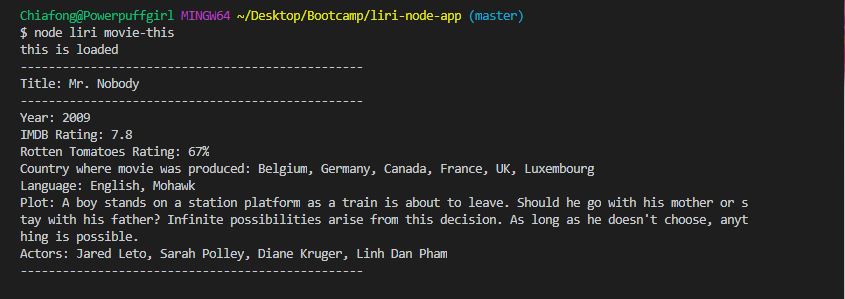 Chiafong@Powerpuffgirl MINGW64 ~/Desktop/Bootcamp/liri-node-app (master)
$ node liri movie-this
this is loaded
------------------------------------------------
Title: Mr. Nobody
------------------------------------------------
Year: 2009
IMDB Rating: 7.8
Rotten Tomatoes Rating: 67%
Country where movie was produced: Belgium, Germany, Canada, France, UK, Luxembourg
Language: English, Mohawk
Plot: A boy stands on a station platform as a train is about to leave. Should he go with his mother or s
tay with his father? Infinite possibilities arise from this decision. As long as he doesn't choose, anyt
hing is possible.
Actors: Jared Leto, Sarah Polley, Diane Kruger, Linh Dan Pham
------------------------------------------------